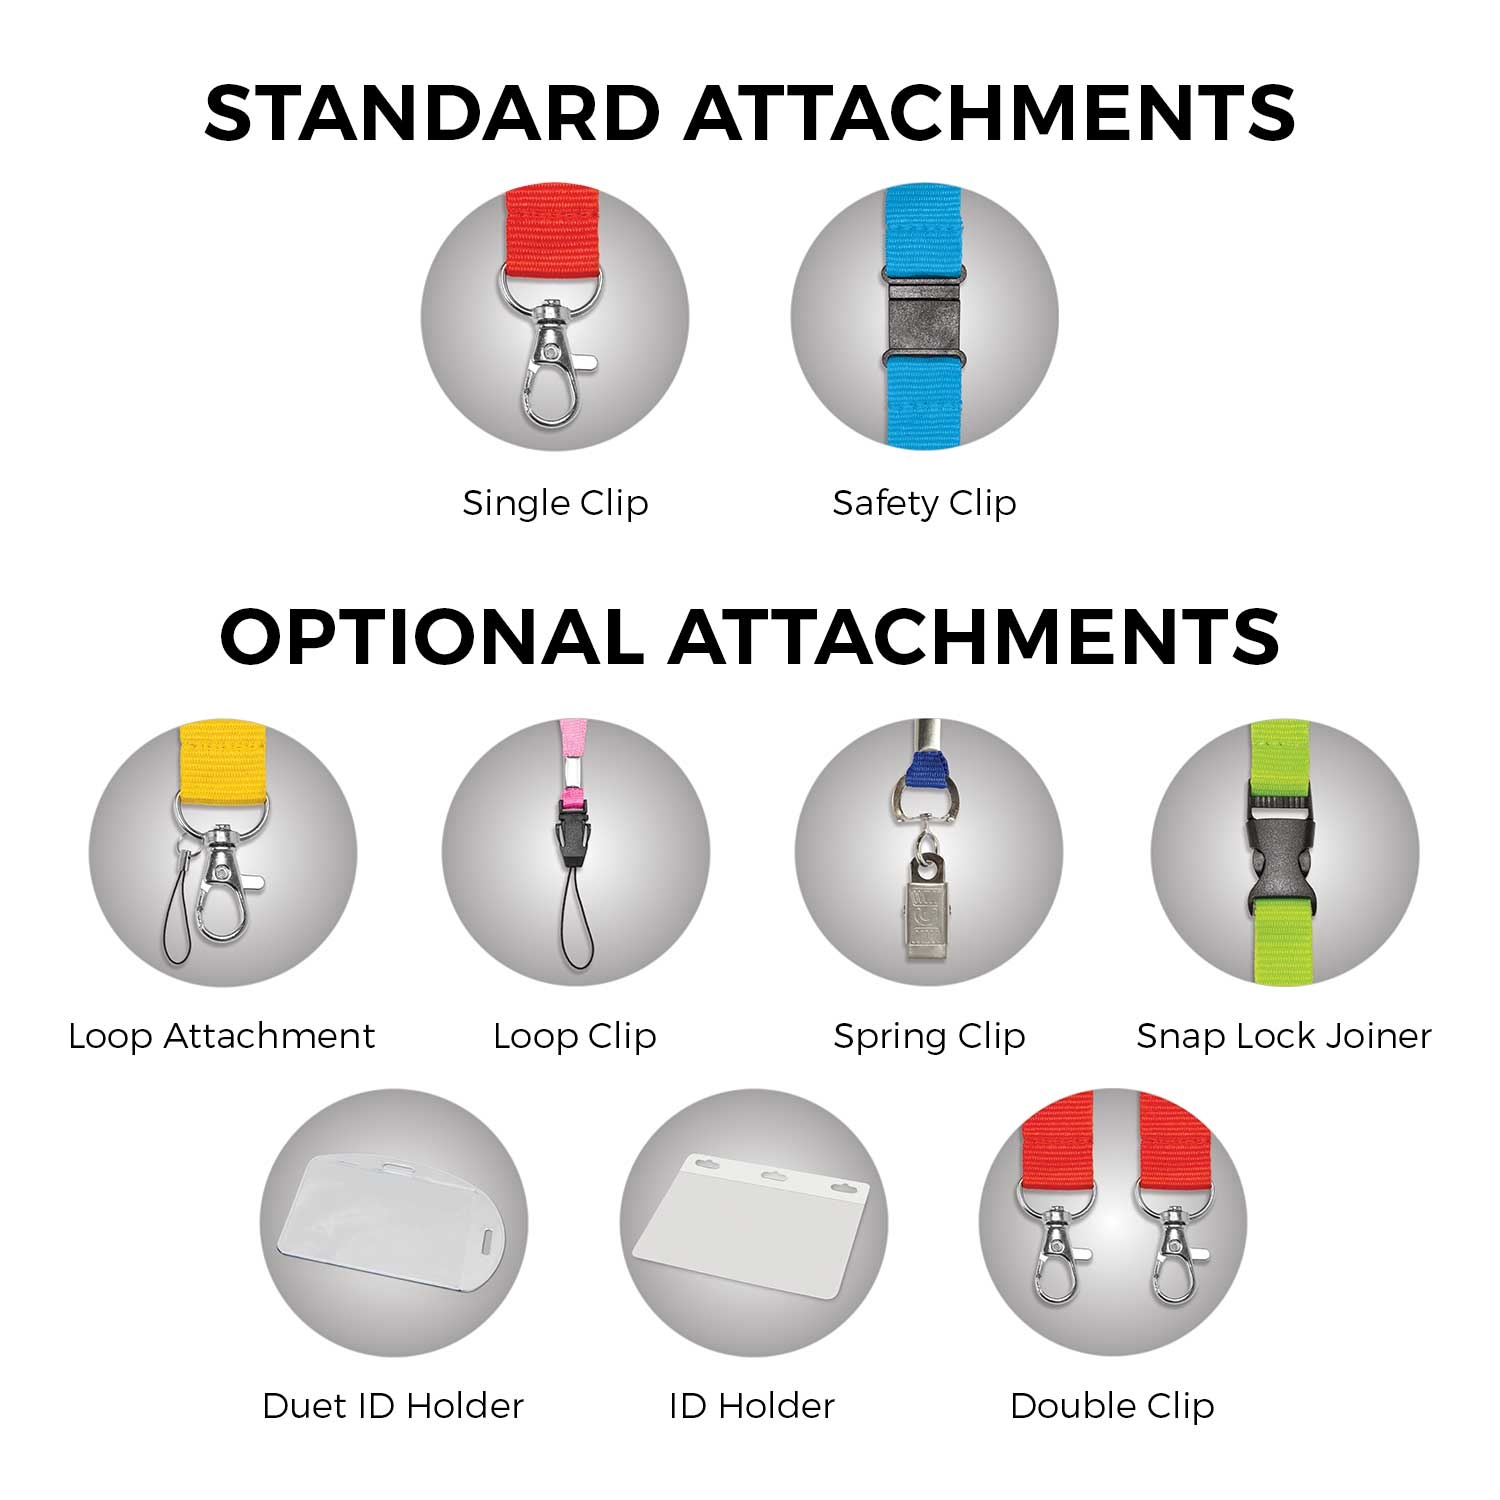 STANDARD ATTACHMENTS
Single Clip
Safety Clip
OPTIONAL ATTACHMENTS
Loop Attachment
Loop Clip
Spring Clip
Snap Lock Joiner
Duet ID Holder
ID Holder
Double Clip